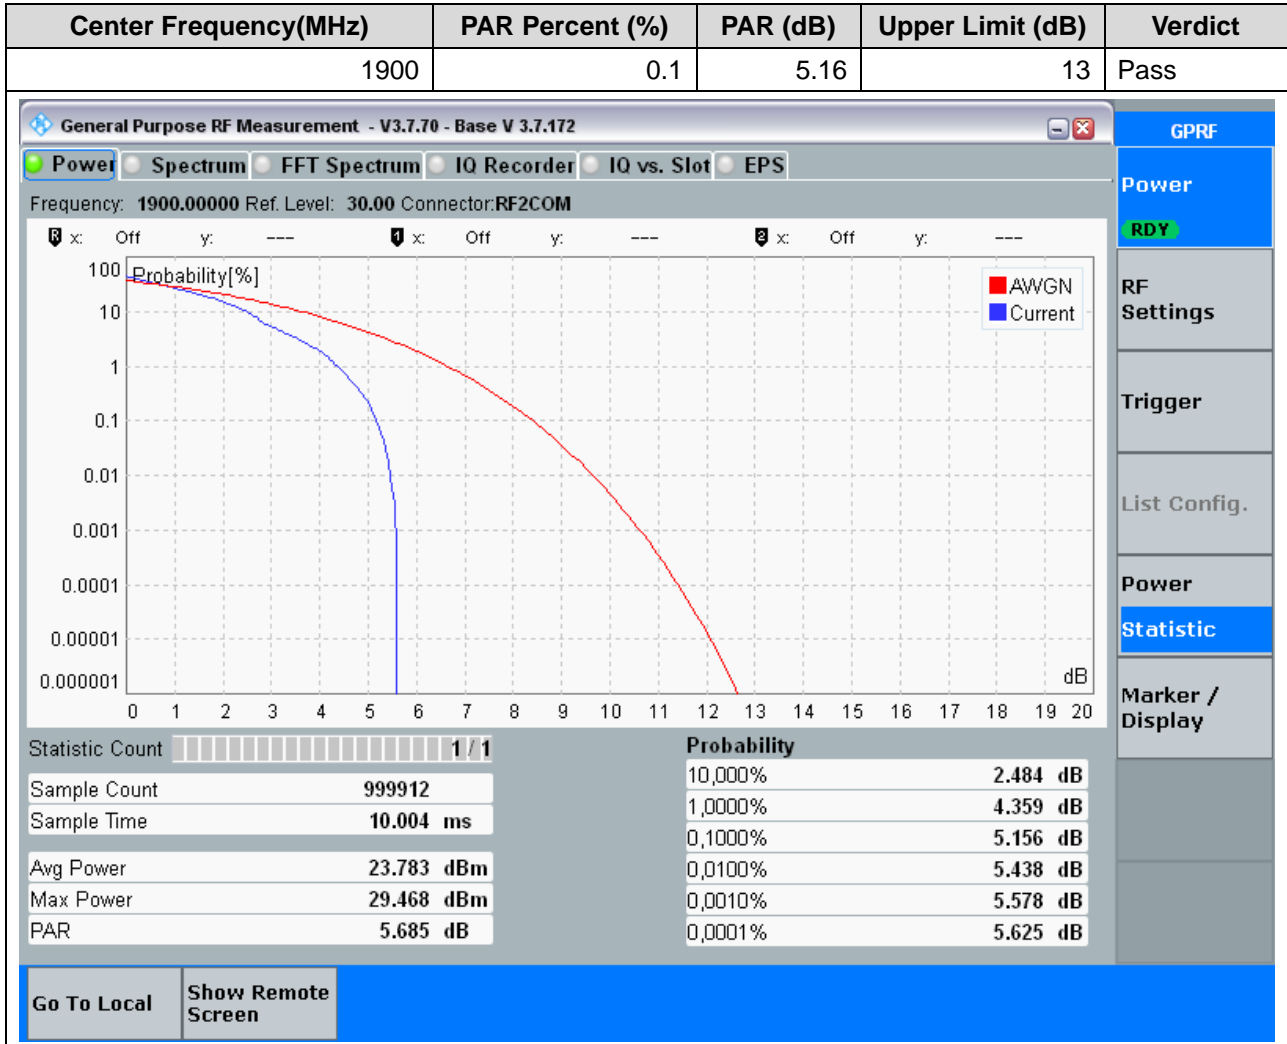 Center Frequency(MHz) PAR Percent (%) PAR (dB) Upper Limit (dB) Verdict
1900 0.1 5.16 13 Pass
General Purpose RF Measurement - V3.7.70 - Base V 3.7.172
GPRF
Power Spectrum FFT Spectrum IQ Recorder IQ vs. Slot EPS
Frequency: 1900.00000 Ref. Level: 30.00 Connector:RF2COM
R x: Off y: --- 1 x: Off y: --- 2 x: Off y: ---
Probability[%]
100
10
1
0.1
0.01
0.001
0.0001
0.00001
0.000001
AWGN
Current
dB
0 1 2 3 4 5 6 7 8 9 10 11 12 13 14 15 16 17 18 19 20
Statistic Count 1 / 1
Sample Count 999912
Sample Time 10.004 ms
Avg Power 23.783 dBm
Max Power 29.468 dBm
PAR 5.685 dB
Probability
10,000% 2.484 dB
1,0000% 4.359 dB
0,1000% 5.156 dB
0,0100% 5.438 dB
0,0010% 5.578 dB
0,0001% 5.625 dB
Power
RDY
RF
Settings
Trigger
List Config.
Power
Statistic
Marker /
Display
Go To Local
Show Remote
Screen